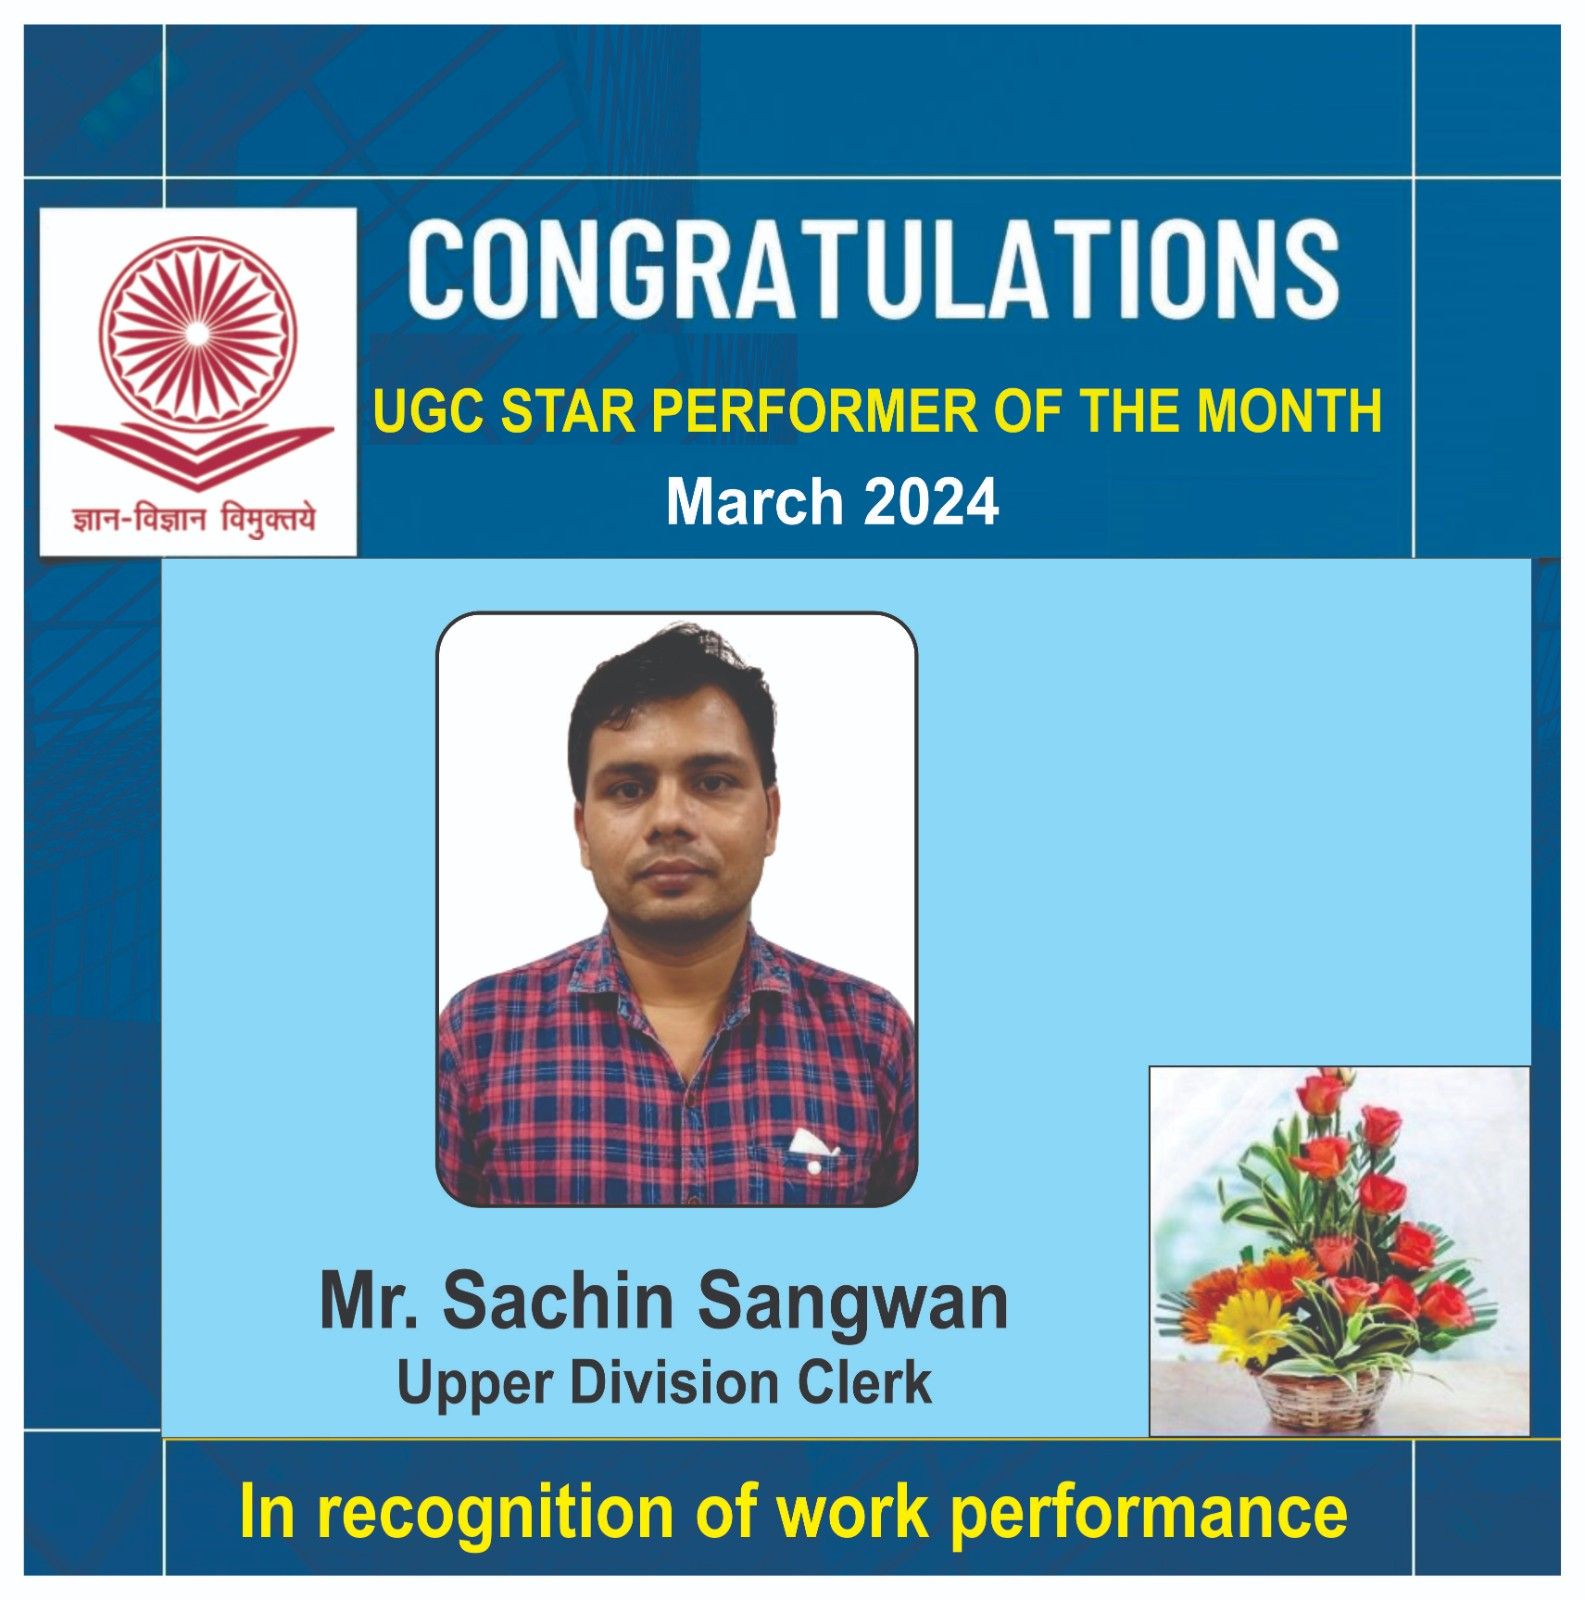 CONGRATULATIONS
UGC STAR PERFORMER OF THE MONTH
March 2024
ज्ञान-विज्ञान विमुक्तये
Mr. Sachin Sangwan
Upper Division Clerk
In recognition of work performance